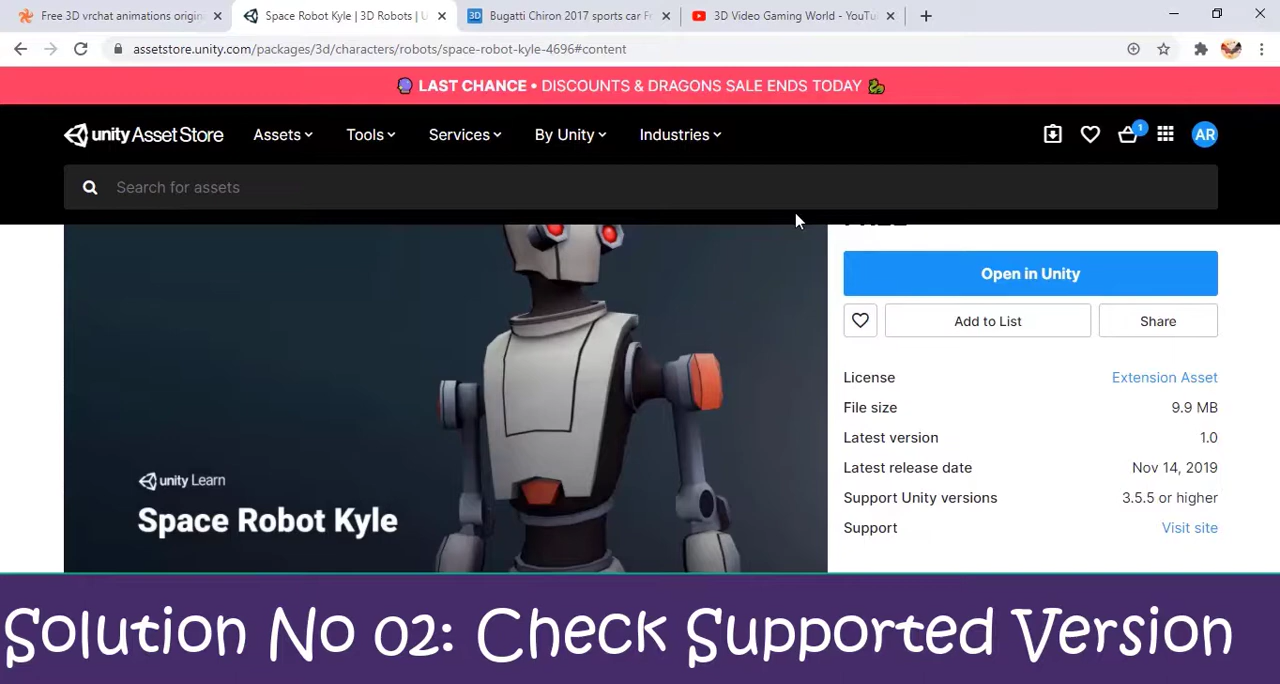 Free 3D vrchat animations origin
Space Robot Kyle | 3D Robots | U
Bugatti Chiron 2017 sports car F
3D Video Gaming World - YouTu
assetstore.unity.com/packages/3d/characters/robots/space-robot-kyle-4696#content
LAST CHANCE • DISCOUNTS & DRAGONS SALE ENDS TODAY
unity Asset Store
Assets
Tools
Services
By Unity
Industries
1
AR
Search for assets
FREE
Open in Unity
Add to List
Share
License
Extension Asset
File size
9.9 MB
Latest version
1.0
Latest release date
Nov 14, 2019
Support Unity versions
3.5.5 or higher
Support
Visit site
unity Learn
Space Robot Kyle
Solution No 02: Check Supported Version